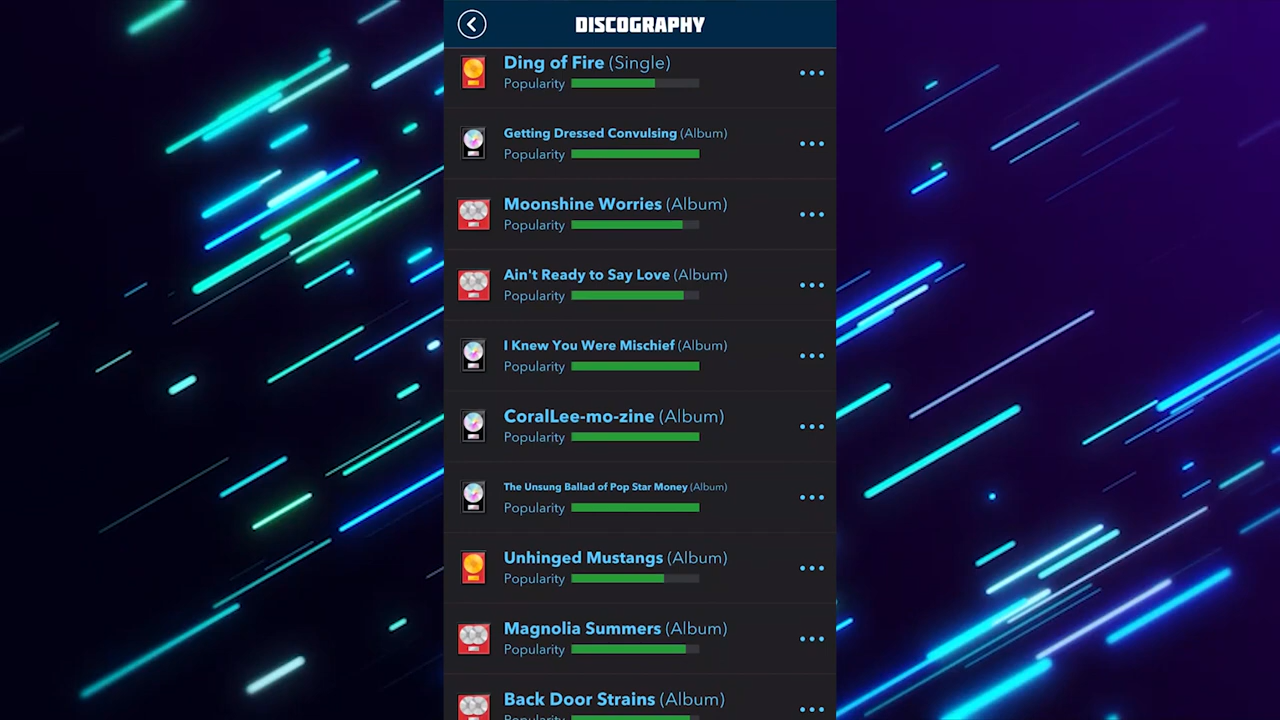 DISCOGRAPHY
Ding of Fire (Single)
Popularity
Getting Dressed Convulsing (Album)
Popularity
Moonshine Worries (Album)
Popularity
Ain't Ready to Say Love (Album)
Popularity
I Knew You Were Mischief (Album)
Popularity
CoralLee-mo-zine (Album)
Popularity
The Unsung Ballad of Pop Star Money (Album)
Popularity
Unhinged Mustangs (Album)
Popularity
Magnolia Summers (Album)
Popularity
Back Door Strains (Album)
Popularity